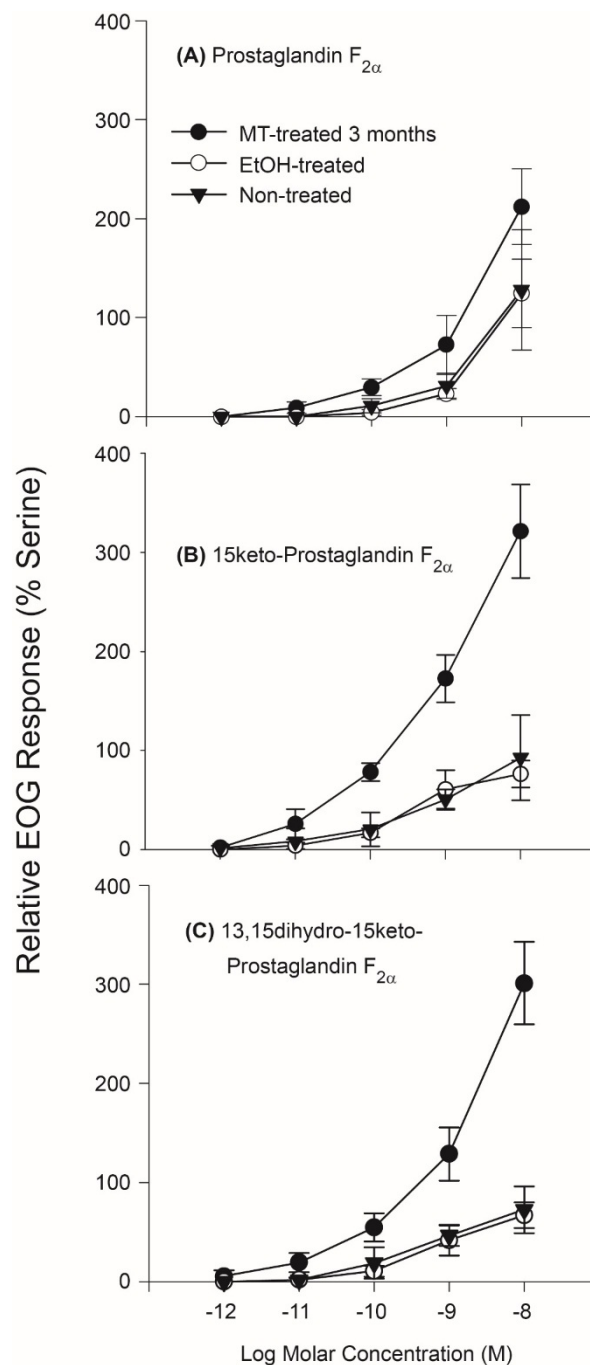 Relative EOG Response (% Serine)
400
300
200
100
0
(A) Prostaglandin F2α
MT-treated 3 months
EtOH-treated
Non-treated
400
300
200
100
0
(B) 15keto-Prostaglandin F2α
400
300
200
100
0
(C) 13,15dihydro-15keto-
Prostaglandin F2α
-12 -11 -10 -9 -8
Log Molar Concentration (M)